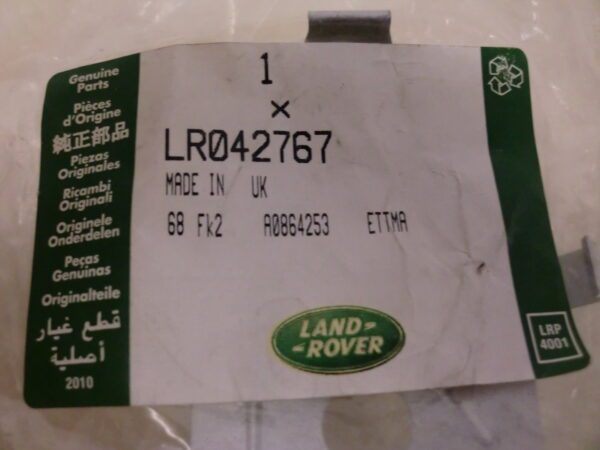 Genuine
Parts
Pièces
d'Origine
純正部品
Piezas
Originales
Ricambi
Originali
Originele
Onderdelen
Peças
Genuinas
Originalteile
قطع غيار
أصلية
2010
1
×
LR042767
MADE IN UK
68 Fk2 A0864253 ETTMA
LAND-
-ROVER
LRP
4001